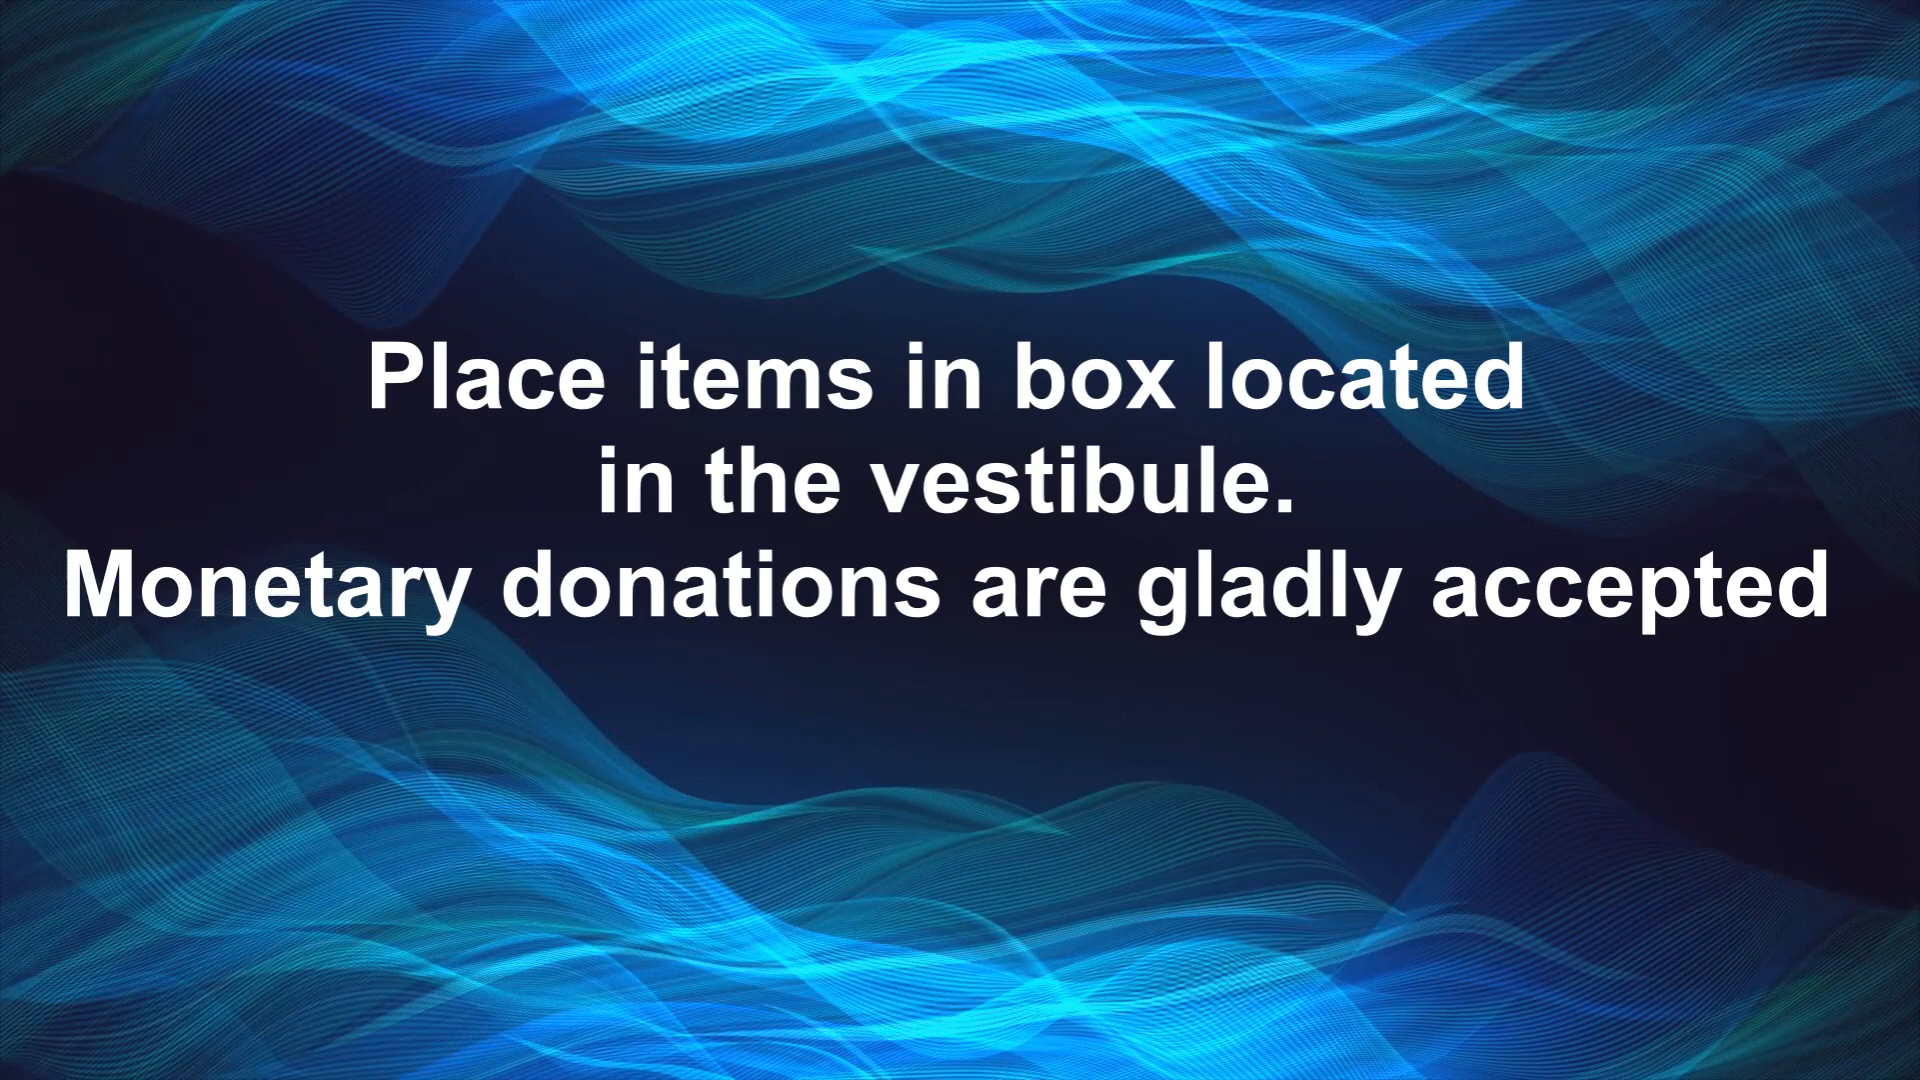 Place items in box located
in the vestibule.
Monetary donations are gladly accepted